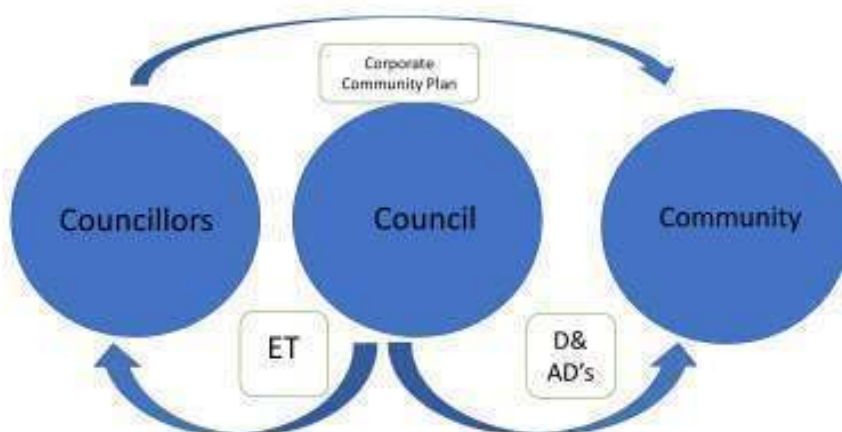 Corporate
Community Plan
Councillors
Council
Community
ET
D&
AD's